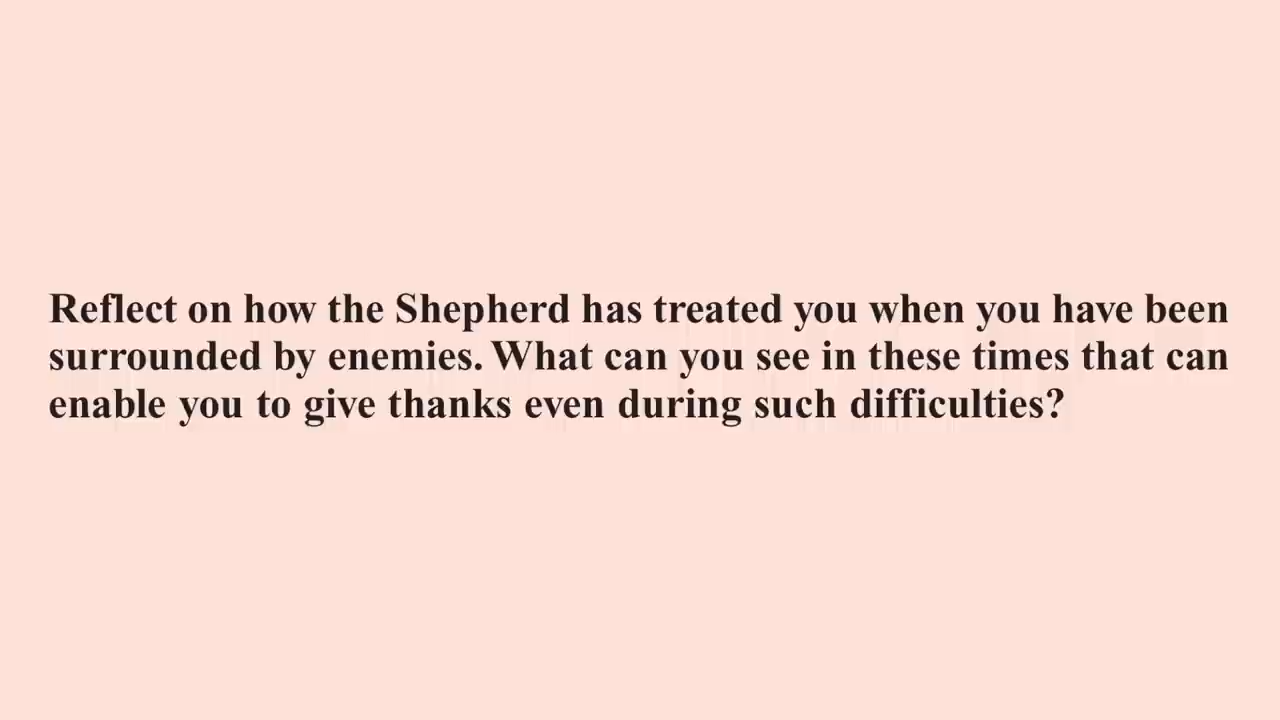 Reflect on how the Shepherd has treated you when you have been
surrounded by enemies. What can you see in these times that can
enable you to give thanks even during such difficulties?